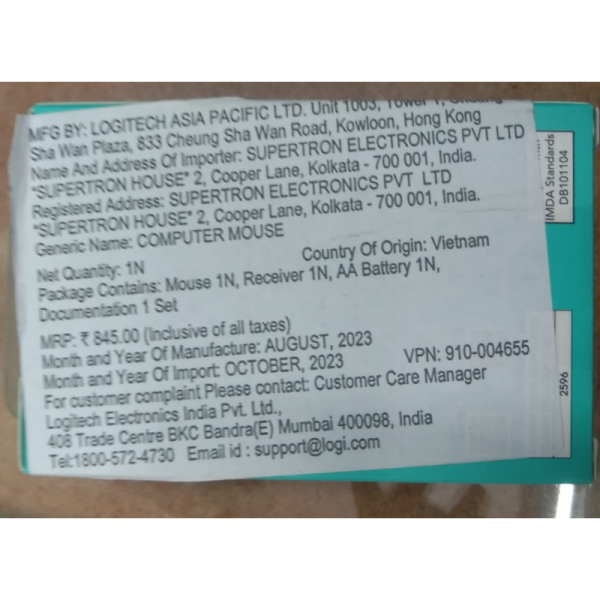 MFG BY: LOGITECH ASIA PACIFIC LTD. Unit 1003, Tower 1,
Sha Wan Plaza, 833 Cheung Sha Wan Road, Kowloon, Hong Kong
Name And Address Of Importer: SUPERTRON ELECTRONICS PVT LTD
"SUPERTRON HOUSE" 2, Cooper Lane, Kolkata - 700 001, India.
Registered Address: SUPERTRON ELECTRONICS PVT LTD
"SUPERTRON HOUSE" 2, Cooper Lane, Kolkata - 700 001, India.
Generic Name: COMPUTER MOUSE
Net Quantity: 1N Country Of Origin: Vietnam
Package Contains: Mouse 1N, Receiver 1N, AA Battery 1N,
Documentation 1 Set
MRP: ₹ 845.00 (Inclusive of all taxes)
Month and Year Of Manufacture: AUGUST, 2023
Month and Year Of Import: OCTOBER, 2023 VPN: 910-004655
For customer complaint Please contact: Customer Care Manager
Logitech Electronics India Pvt. Ltd.,
408 Trade Centre BKC Bandra(E) Mumbai 400098, India
Tel:1800-572-4730 Email id : support@logi.com
IMDA Standards
DB101104
2596